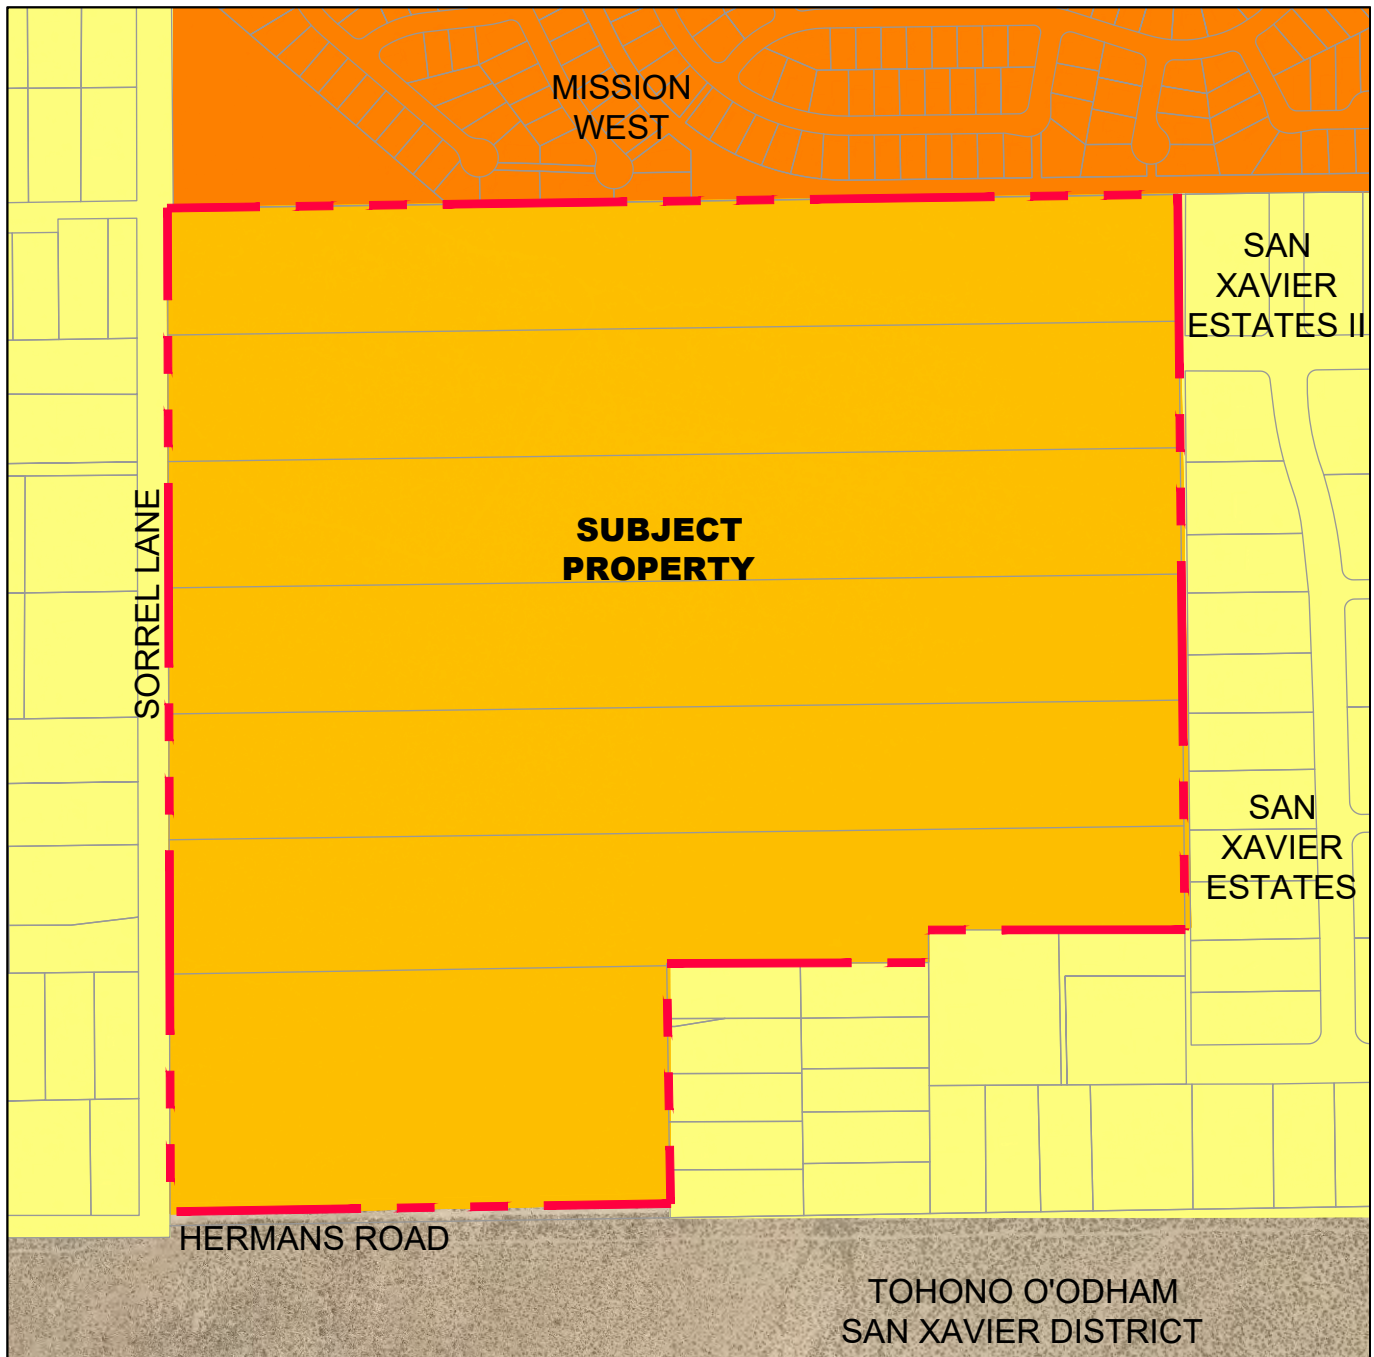 MISSION
WEST
SAN
XAVIER
ESTATES II
SORREL LANE
SUBJECT
PROPERTY
SAN
XAVIER
ESTATES
HERMANS ROAD
TOHONO O'ODHAM
SAN XAVIER DISTRICT